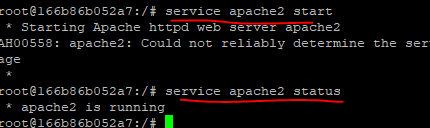 root@166b86b052a7:/# service apache2 start
* Starting Apache httpd web server apache2
AH00558: apache2: Could not reliably determine the ser
age
*
root@166b86b052a7:/# service apache2 status
* apache2 is running
root@166b86b052a7:/#